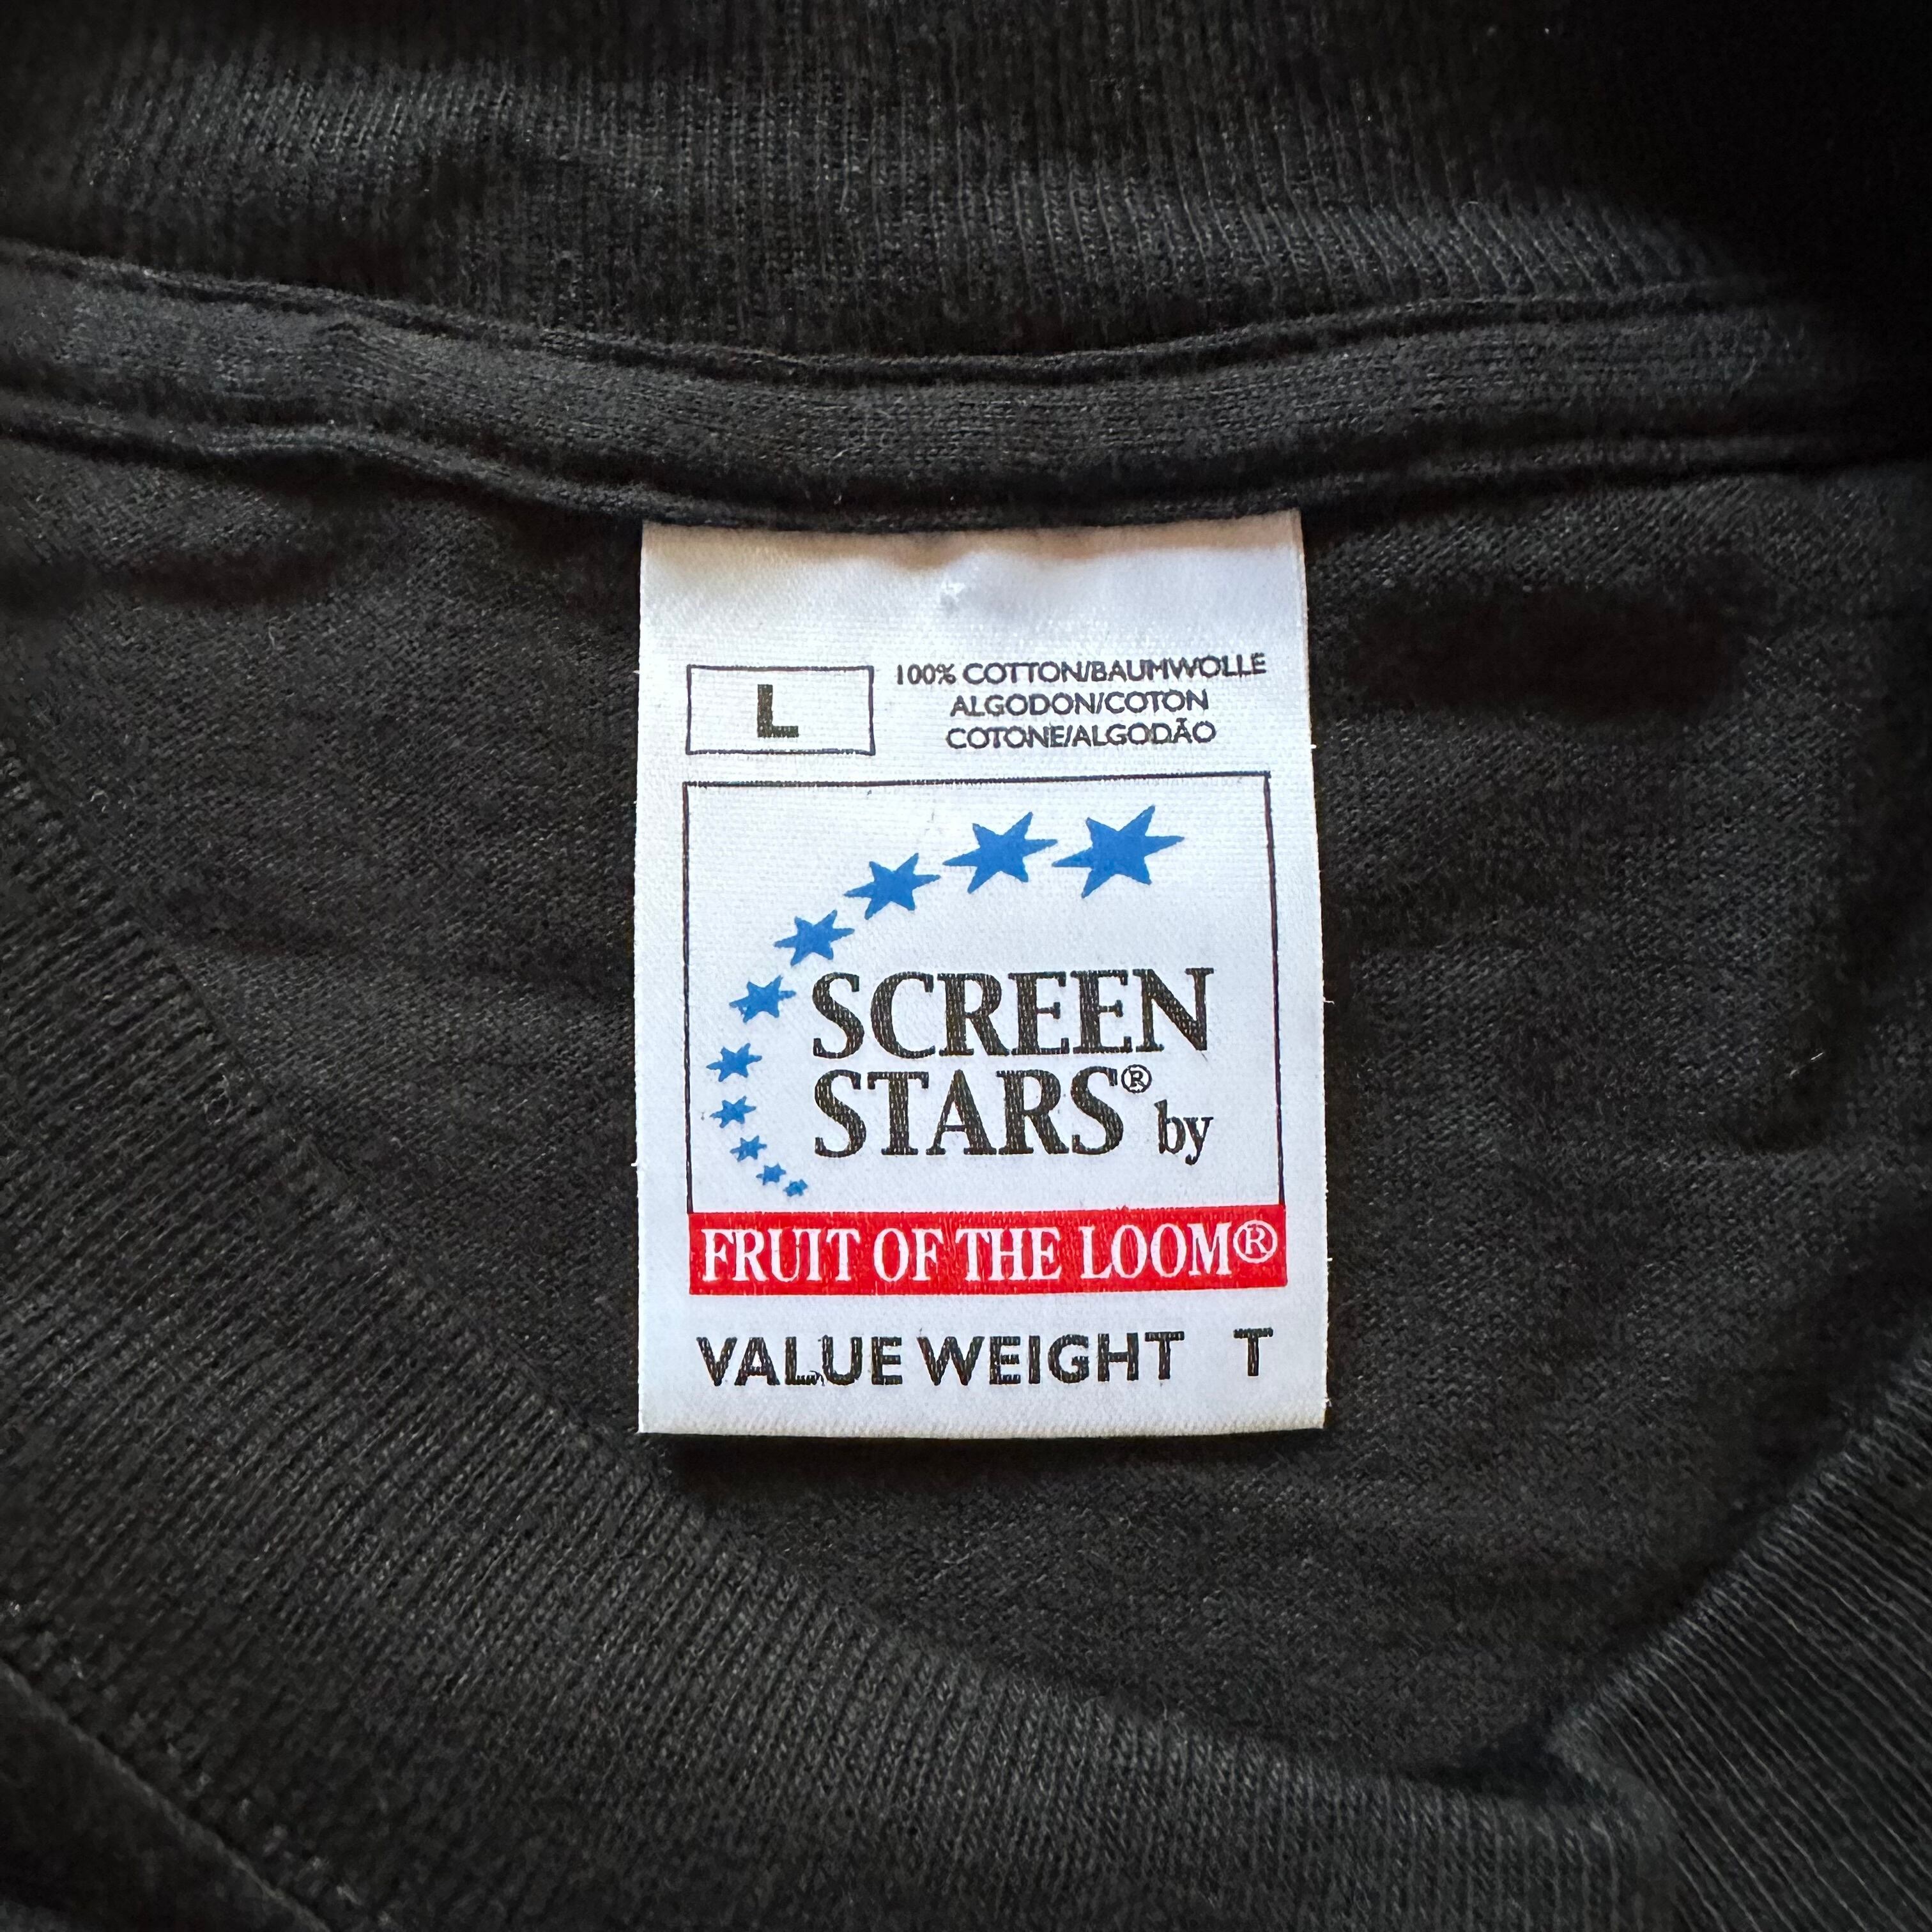 L
100% COTTON/BAUMWOLLE
ALGODON/COTON
COTONE/ALGODÃO
SCREEN
STARS® by
FRUIT OF THE LOOM®
VALUE WEIGHT T